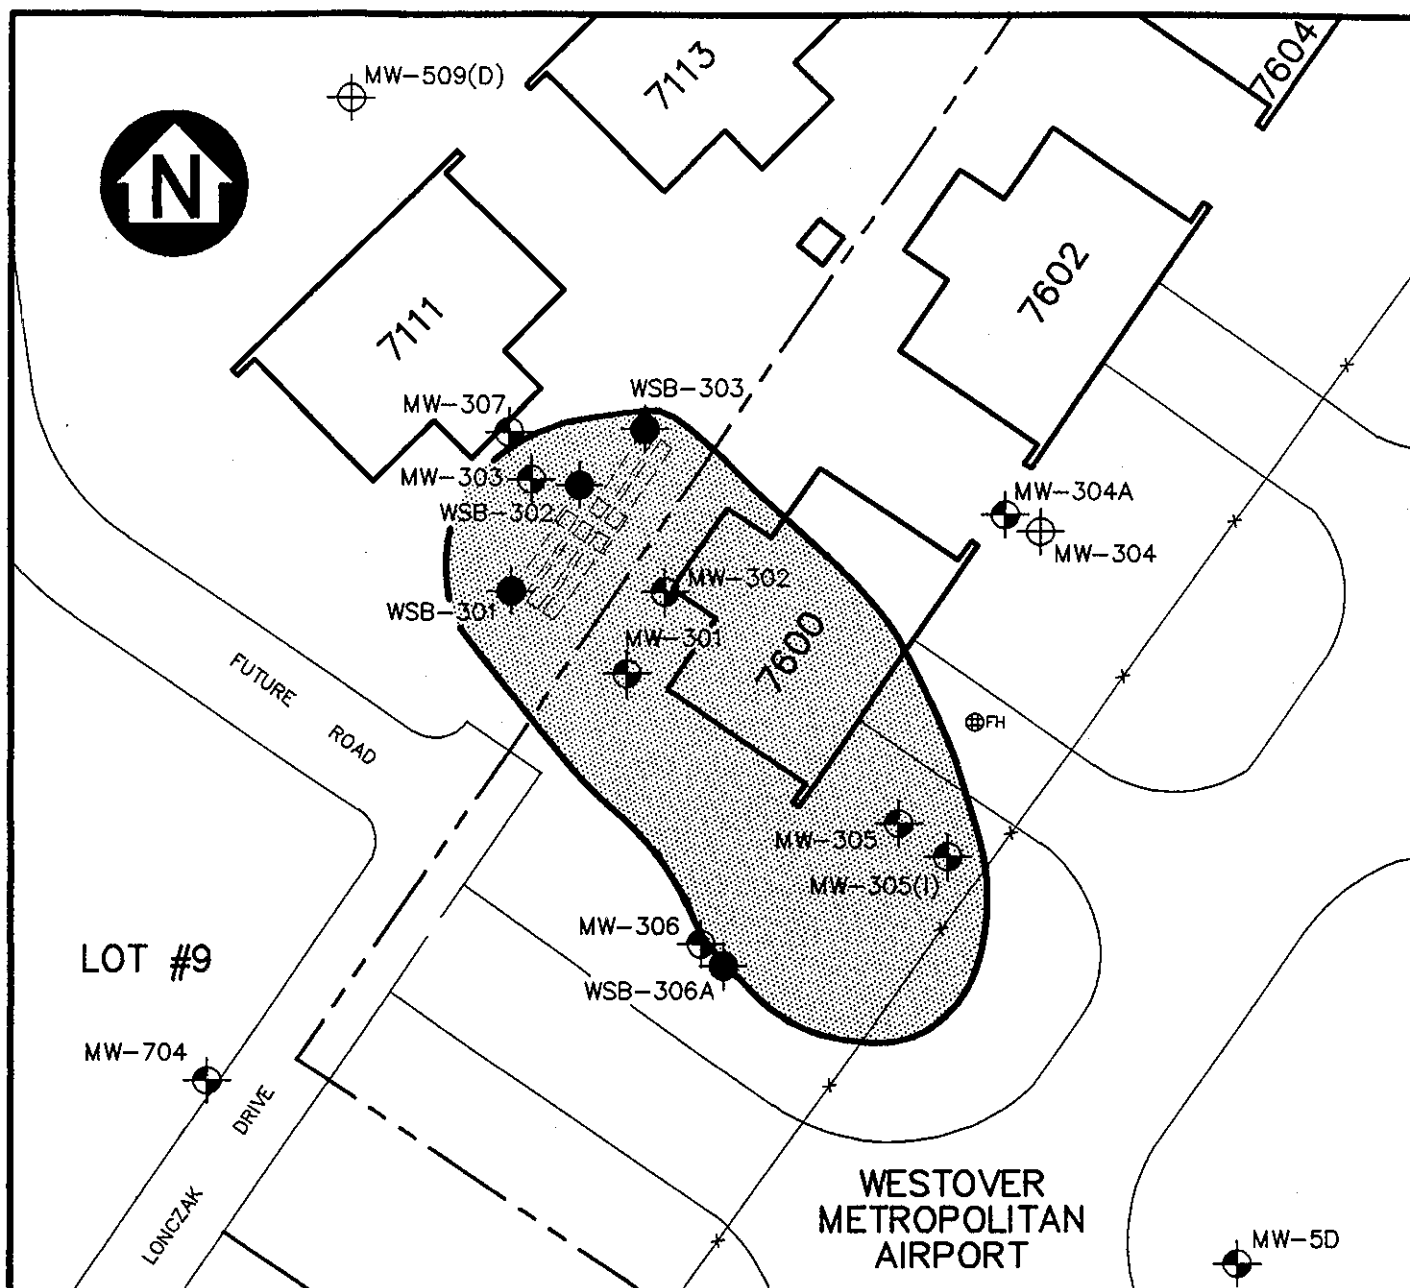 MW-509(D)
7113
7604
N
7602
7111
WSB-303
MW-307
MW-303
WSB-302
MW-304A
MW-304
MW-302
WSB-301
MW-301
7600
FUTURE
ROAD
FH
MW-305
MW-305(I)
MW-306
LOT #9
WSB-306A
MW-704
DRIVE
LONCZAK
WESTOVER
METROPOLITAN
AIRPORT
MW-5D